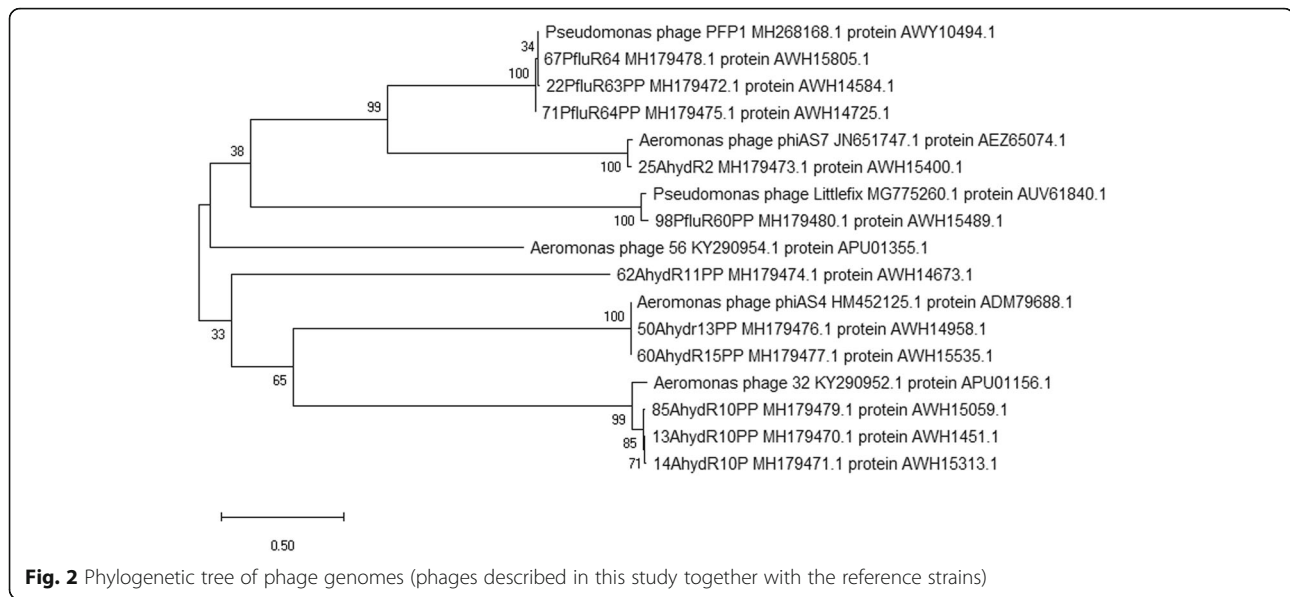 Pseudomonas phage PFP1 MH268168.1 protein AWY10494.1
34
67PfluR64 MH179478.1 protein AWH15805.1
100
22PfluR63PP MH179472.1 protein AWH14584.1
71PfluR64PP MH179475.1 protein AWH14725.1
99
Aeromonas phage phiAS7 JN651747.1 protein AEZ65074.1
38
100
25AhydR2 MH179473.1 protein AWH15400.1
Pseudomonas phage Littlefix MG775260.1 protein AUV61840.1
100
98PfluR60PP MH179480.1 protein AWH15489.1
Aeromonas phage 56 KY290954.1 protein APU01355.1
62AhydR11PP MH179474.1 protein AWH14673.1
Aeromonas phage phiAS4 HM452125.1 protein ADM79688.1
100
33
50Ahydr13PP MH179476.1 protein AWH14958.1
60AhydR15PP MH179477.1 protein AWH15535.1
65
Aeromonas phage 32 KY290952.1 protein APU01156.1
99
85AhydR10PP MH179479.1 protein AWH15059.1
85
13AhydR10PP MH179470.1 protein AWH1451.1
71
14AhydR10P MH179471.1 protein AWH15313.1
0.50
Fig. 2 Phylogenetic tree of phage genomes (phages described in this study together with the reference strains)